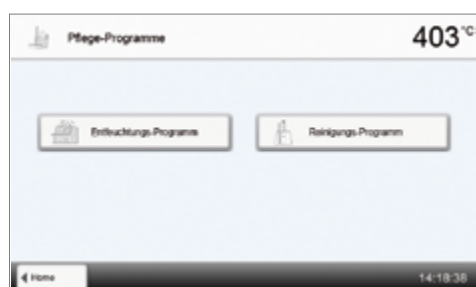 Pflege-Programme
403°C
Entfeuchtungs-Programm
Reinigungs-Programm
Home
14:18:38